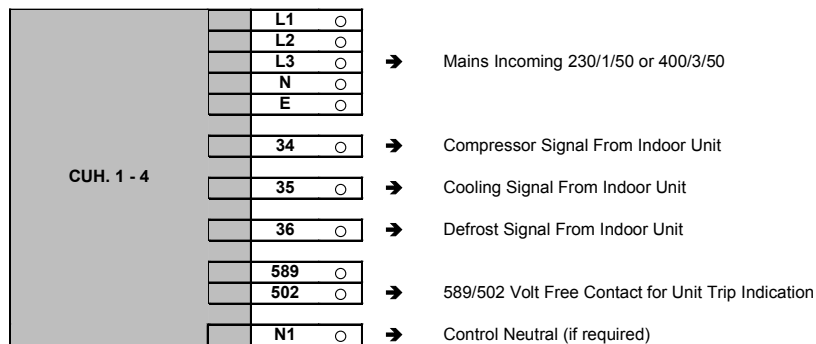 L1
L2
L3 ➔ Mains Incoming 230/1/50 or 400/3/50
N
E
34 ➔ Compressor Signal From Indoor Unit
CUH. 1 - 4
35 ➔ Cooling Signal From Indoor Unit
36 ➔ Defrost Signal From Indoor Unit
589
502 ➔ 589/502 Volt Free Contact for Unit Trip Indication
N1 ➔ Control Neutral (if required)